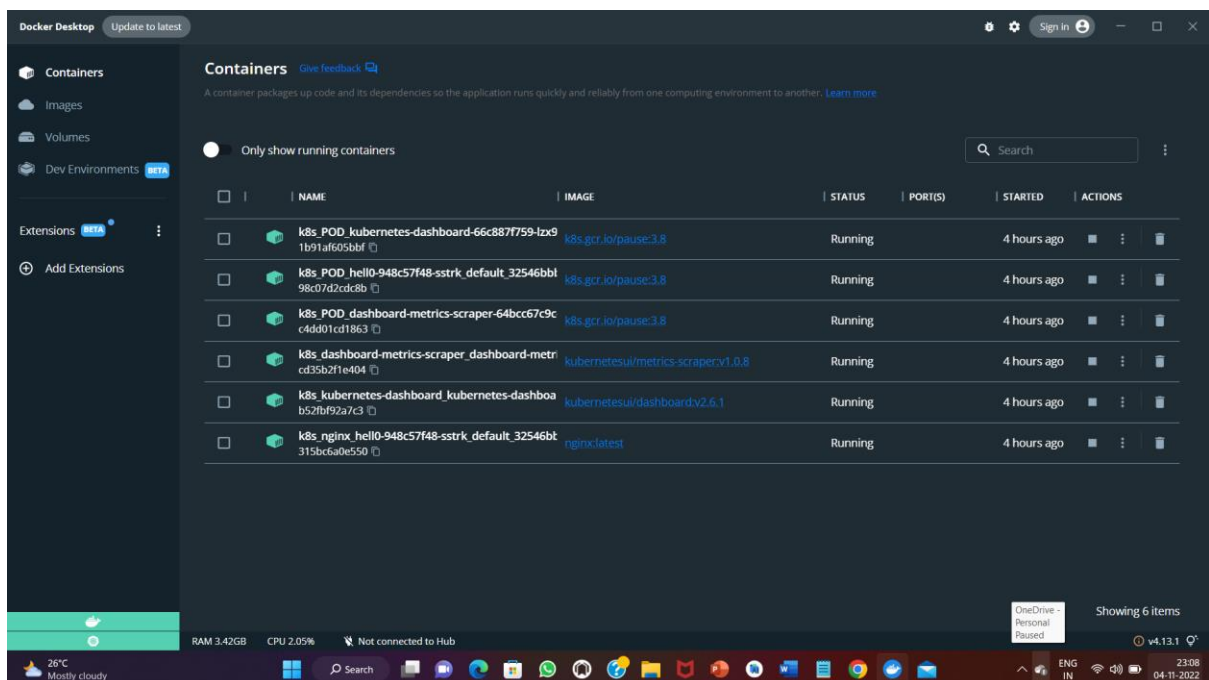 Docker Desktop Update to latest Sign in
Containers
Images
Volumes
Dev Environments BETA
Extensions BETA
Add Extensions
Containers Give feedback
A container packages up code and its dependencies so the application runs quickly and reliably from one computing environment to another. Learn more
Only show running containers Search
NAME IMAGE STATUS PORT(S) STARTED ACTIONS
k8s_POD_kubernetes-dashboard-66c887f759-lzx9 k8s.gcr.io/pause:3.8 Running 4 hours ago
1b91af605bbf
k8s_POD_hell0-948c57f48-sstrk_default_32546bbl k8s.gcr.io/pause:3.8 Running 4 hours ago
98c07d2cdc8b
k8s_POD_dashboard-metrics-scraper-64bcc67c9c k8s.gcr.io/pause:3.8 Running 4 hours ago
c4dd01cd1863
k8s_dashboard-metrics-scraper_dashboard-metri kubernetesui/metrics-scraper:v1.0.8 Running 4 hours ago
cd35b2f1e404
k8s_kubernetes-dashboard_kubernetes-dashboa kubernetesui/dashboard:v2.6.1 Running 4 hours ago
b52fbf92a7c3
k8s_nginx_hell0-948c57f48-sstrk_default_32546bb nginx:latest Running 4 hours ago
315bc6a0e550
Showing 6 items
OneDrive -
Personal
Paused
RAM 3.42GB CPU 2.05% Not connected to Hub v4.13.1
26°C
Mostly cloudy
Search
ENG
IN
23:08
04-11-2022